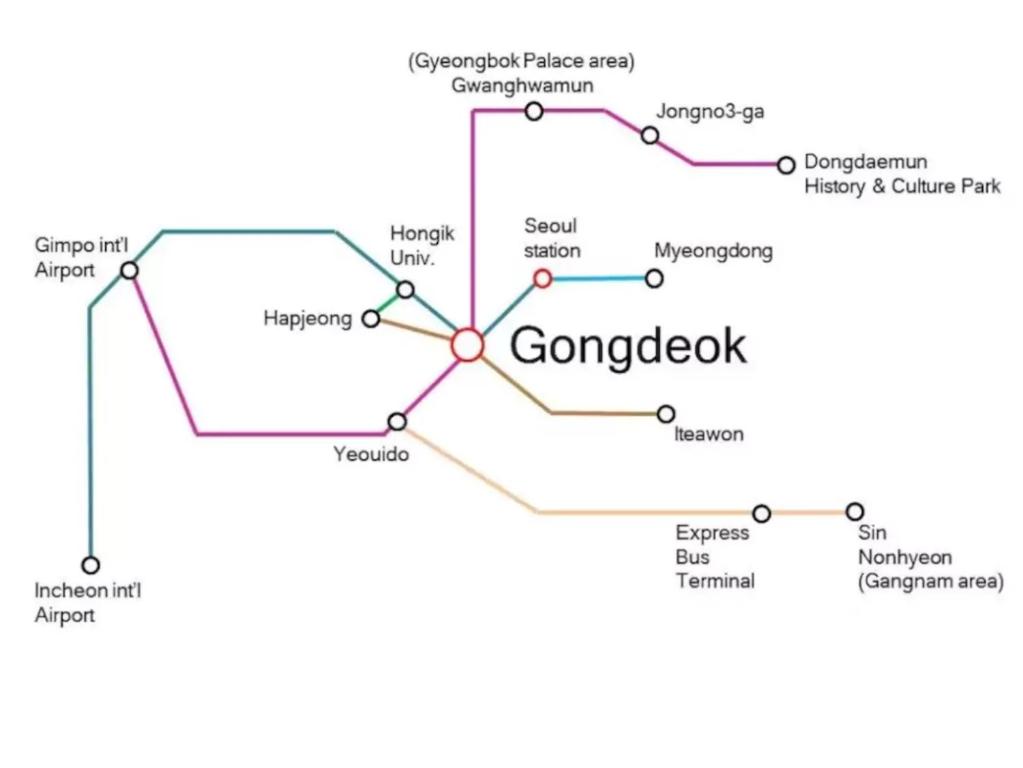 (Gyeongbok Palace area)
Gwanghwamun
Jongno3-ga
Dongdaemun
History & Culture Park
Gimpo int'l
Airport
Hongik
Univ.
Seoul
station
Myeongdong
Hapjeong
Gongdeok
Iteawon
Yeouido
Express
Bus
Terminal
Sin
Nonhyeon
(Gangnam area)
Incheon int'l
Airport